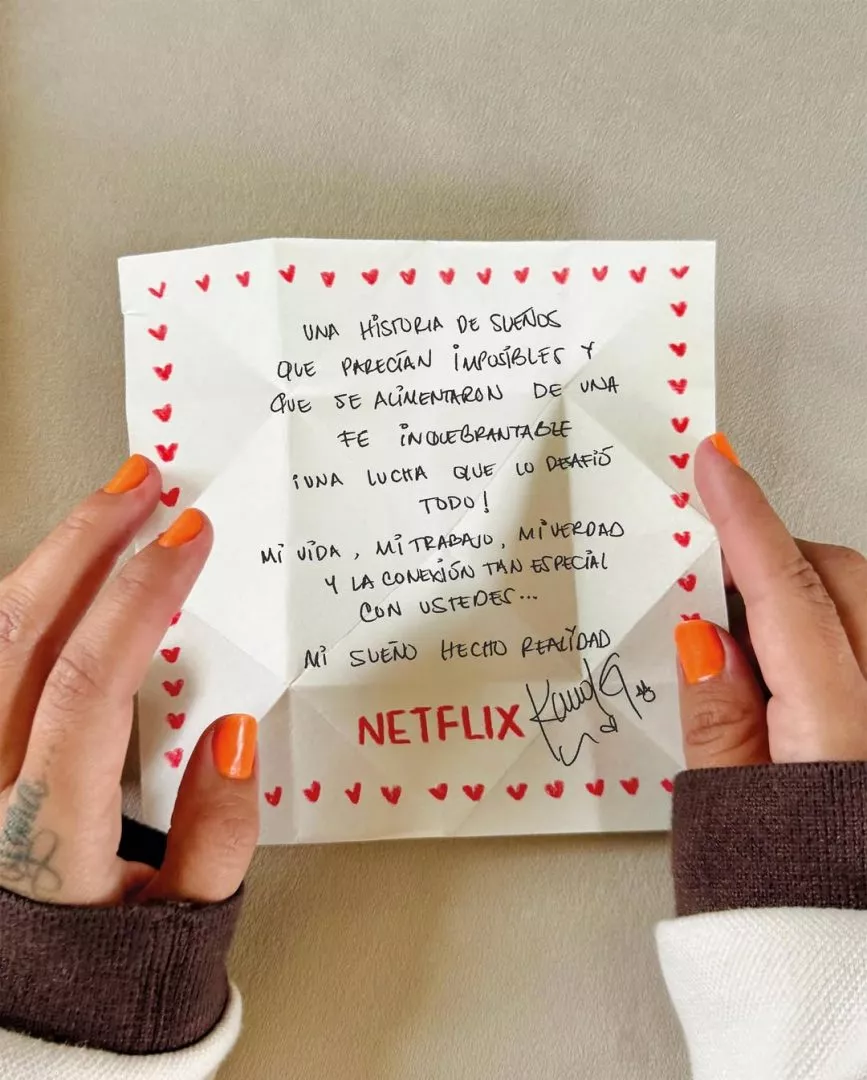 UNA HISTORIA DE SUEÑOS
QUE PARECÍAN IMPOSIBLES Y
QUE SE ALIMENTARON DE UNA
FE INQUEBRANTABLE
¡UNA LUCHA QUE LO DESAFIÓ
TODO!
MI VIDA, MI TRABAJO, MI VERDAD
Y LA CONEXIÓN TAN ESPECIAL
CON USTEDES...
MI SUEÑO HECHO REALIDAD
NETFLIX